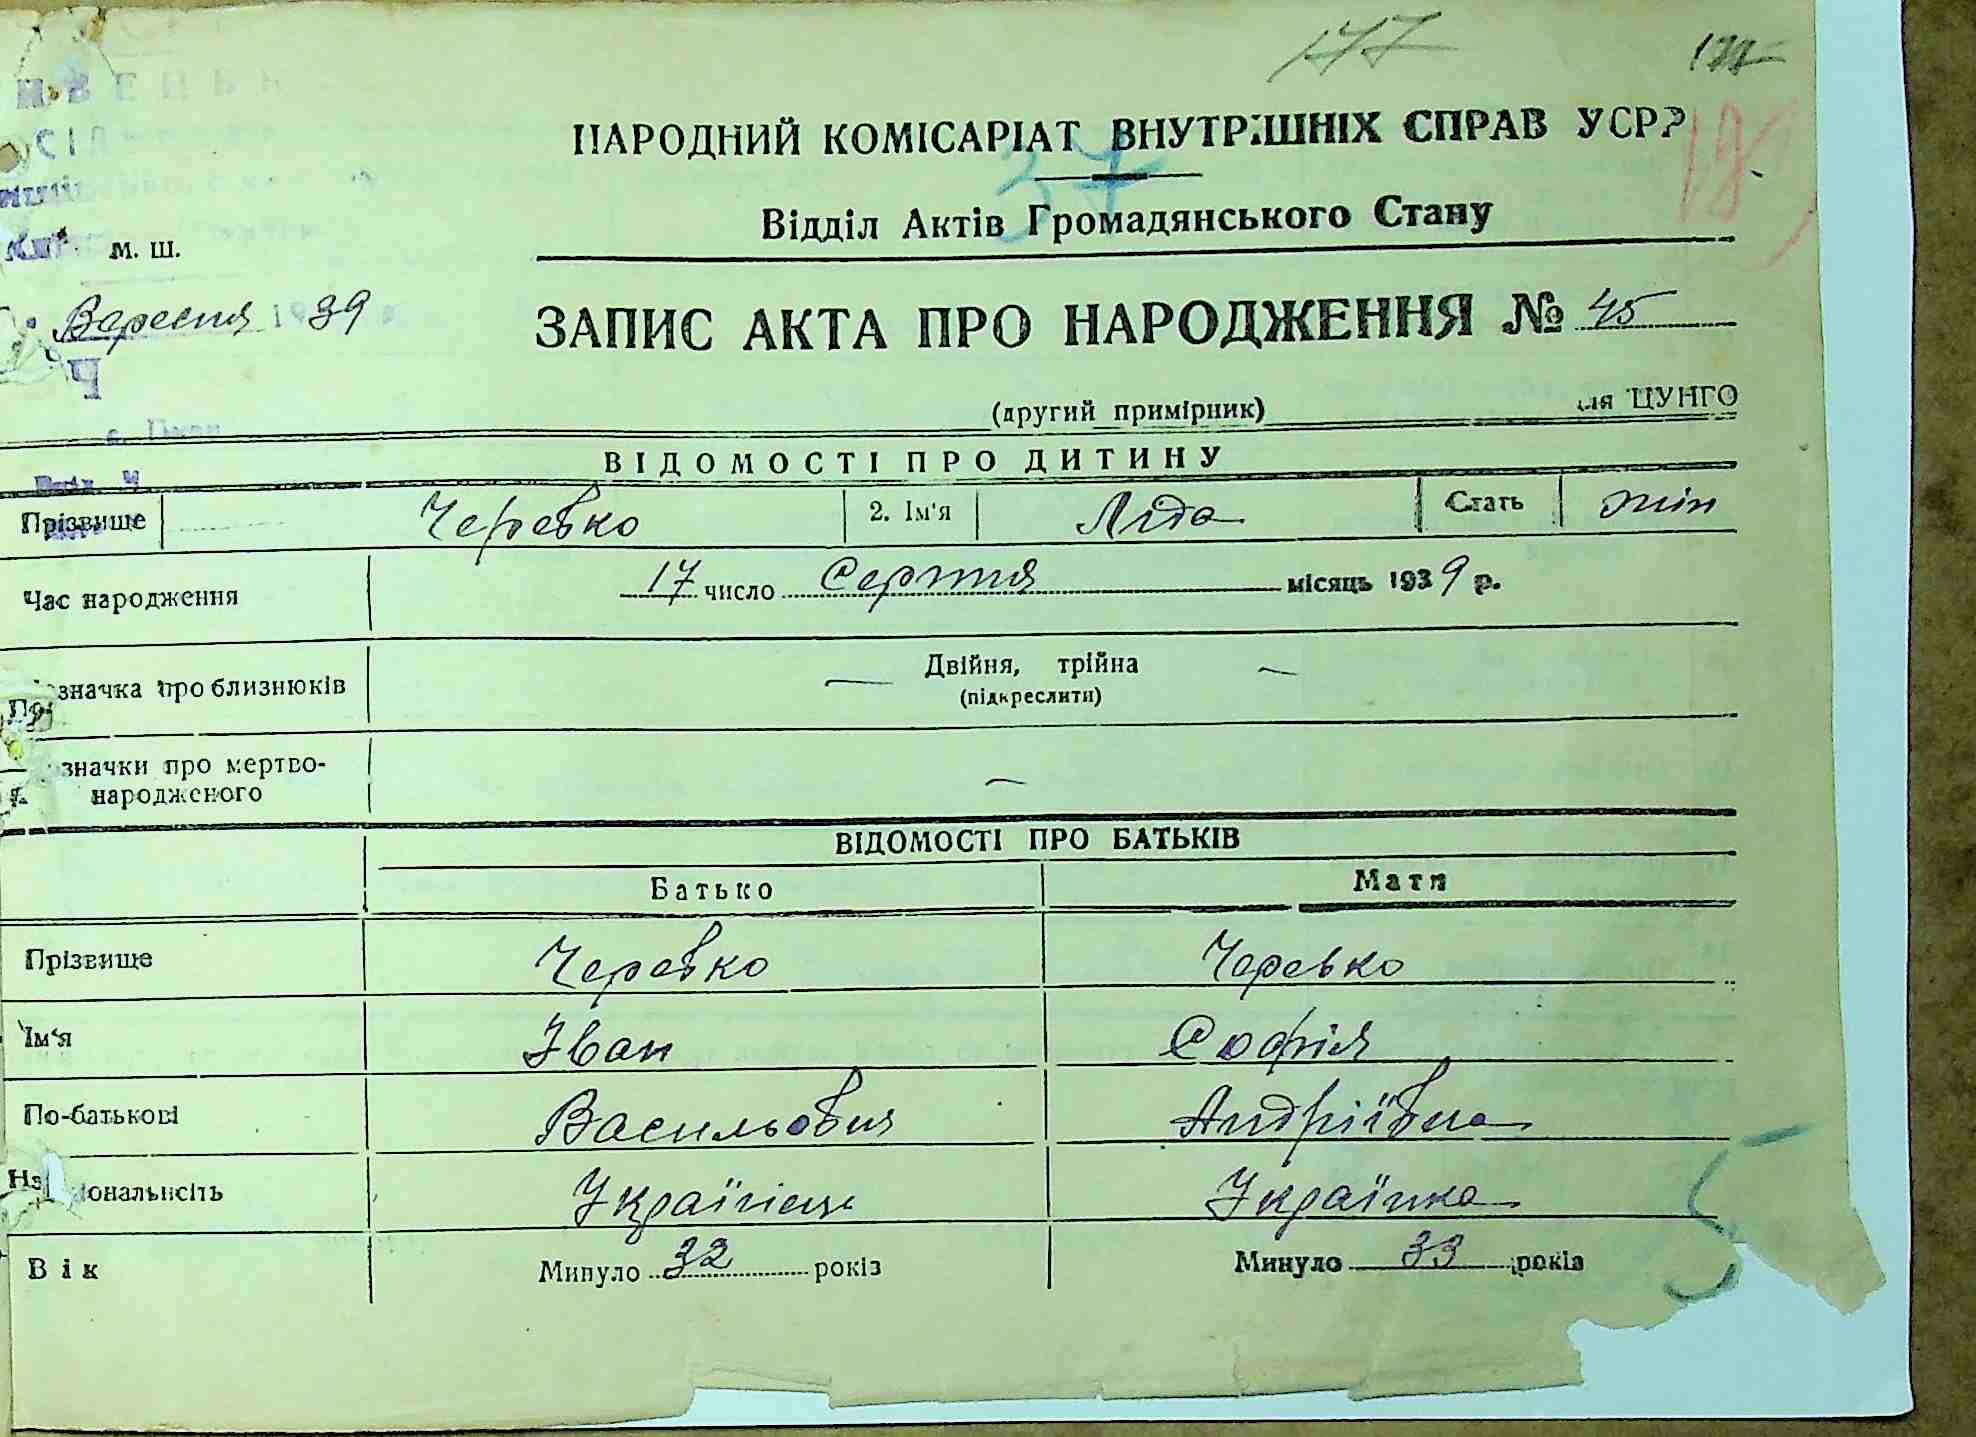 177
НАРОДНИЙ КОМІСАРІАТ ВНУТРІШНІХ СПРАВ УСРР
37
Відділ Актів Громадянського Стану
м. ш.
Вересня 1939
ЗАПИС АКТА ПРО НАРОДЖЕННЯ № 45
(другий примірник) для ЦУНГО
ВІДОМОСТІ ПРО ДИТИНУ
Прізвище Черевко 2. Ім'я Ліда Стать жін
Час народження 17 число Серпня місяць 1939 р.
Позначка про близнюків Двійня, трійна
(підкреслити)
значки про мертво-
народженого
ВІДОМОСТІ ПРО БАТЬКІВ
Батько Мати
Прізвище Черевко Черевко
Ім'я Іван Софія
По-батькові Васильович Андріївна
Національність Українець Українка
Вік Минуло 32 років Минуло 33 років